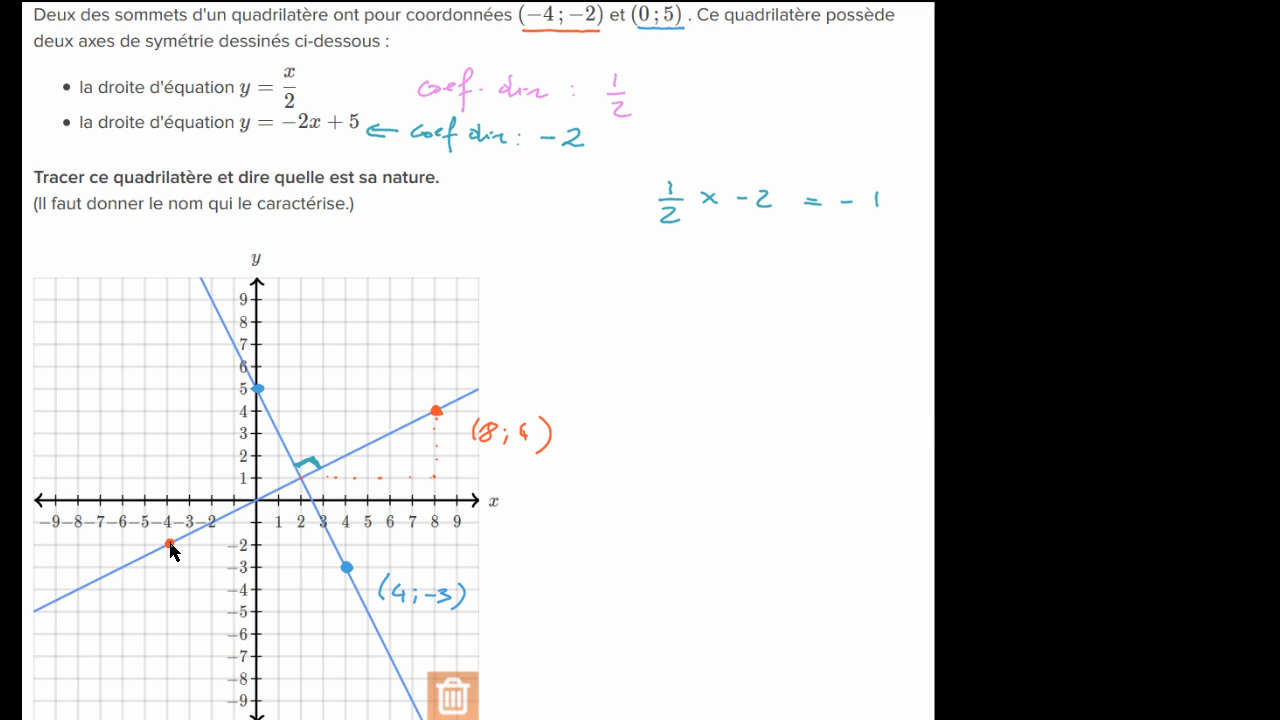 Deux des sommets d'un quadrilatère ont pour coordonnées (−4 ; −2) et (0 ; 5) . Ce quadrilatère possède
deux axes de symétrie dessinés ci-dessous :
• la droite d'équation y = x/2
coef. dir : 1/2
• la droite d'équation y = −2x + 5
← coef dir : -2
Tracer ce quadrilatère et dire quelle est sa nature.
(Il faut donner le nom qui le caractérise.)
1/2 × -2 = -1
y
9
8
7
6
5
4
3
2
1
(8 ; 4)
x
−9 −8 −7 −6 −5 −4 −3 −2 1 2 3 4 5 6 7 8 9
−2
−3
−4
−5
−6
−7
−8
−9
(4 ; -3)